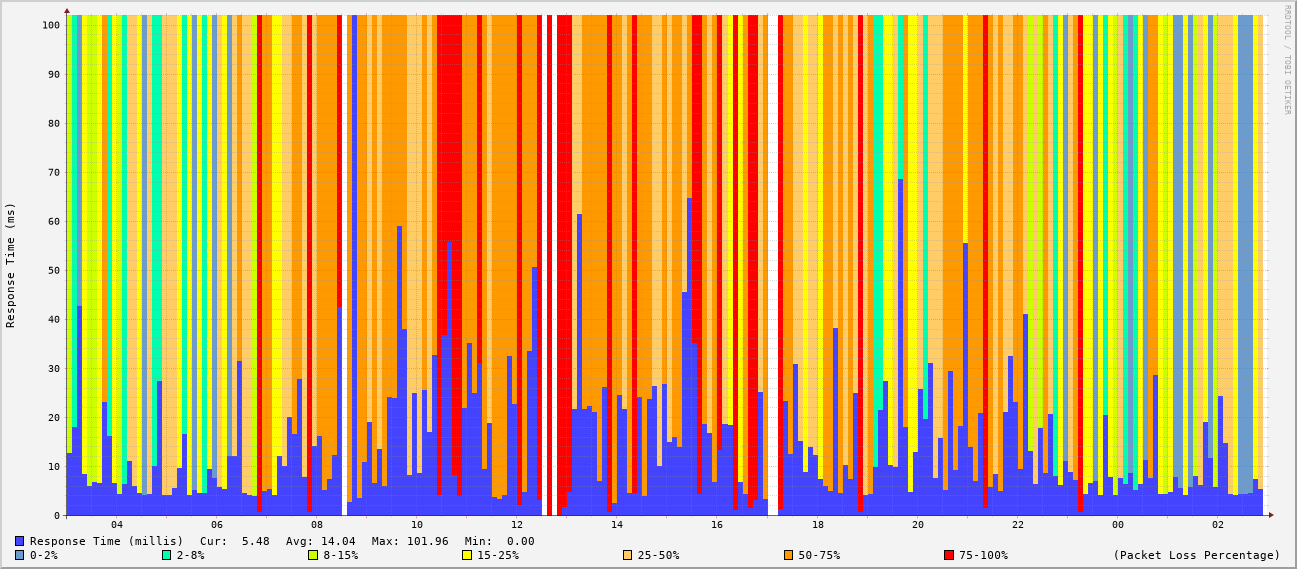 RRDTOOL / TOBI OETIKER
Response Time (ms)
100
90
80
70
60
50
40
30
20
10
0
04 06 08 10 12 14 16 18 20 22 00 02
Response Time (millis) Cur: 5.48 Avg: 14.04 Max: 101.96 Min: 0.00
0-2% 2-8% 8-15% 15-25% 25-50% 50-75% 75-100% (Packet Loss Percentage)